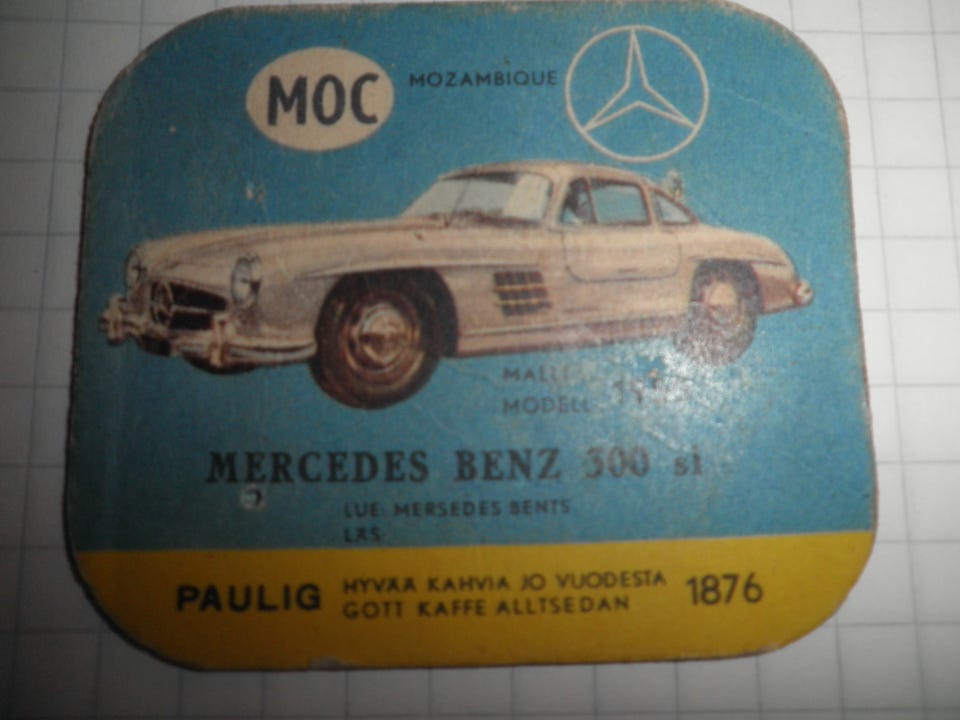 MOC MOZAMBIQUE
MODELL
MERCEDES BENZ 300 sl
LUE: MERSEDES BENTS
LÄS:
PAULIG HYVÄÄ KAHVIA JO VUODESTA 1876
GOTT KAFFE ALLTSEDAN